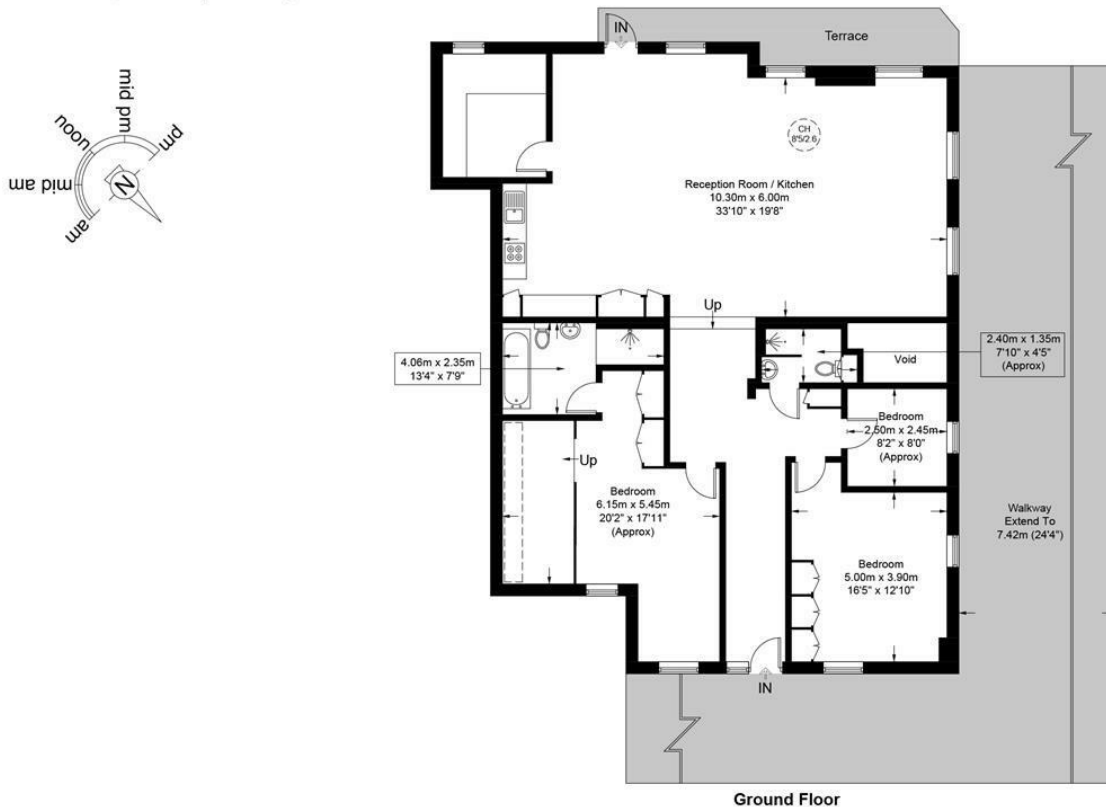 IN
Terrace
mid pm
pm
noon
mid am
am
N
CH
8'5/2.6
Reception Room / Kitchen
10.30m x 6.00m
33'10" x 19'8"
Up
4.06m x 2.35m
13'4" x 7'9"
Void
2.40m x 1.35m
7'10" x 4'5"
(Approx)
Bedroom
2.50m x 2.45m
8'2" x 8'0"
(Approx)
Up
Bedroom
6.15m x 5.45m
20'2" x 17'11"
(Approx)
Walkway
Extend To
7.42m (24'4")
Bedroom
5.00m x 3.90m
16'5" x 12'10"
IN
Ground Floor